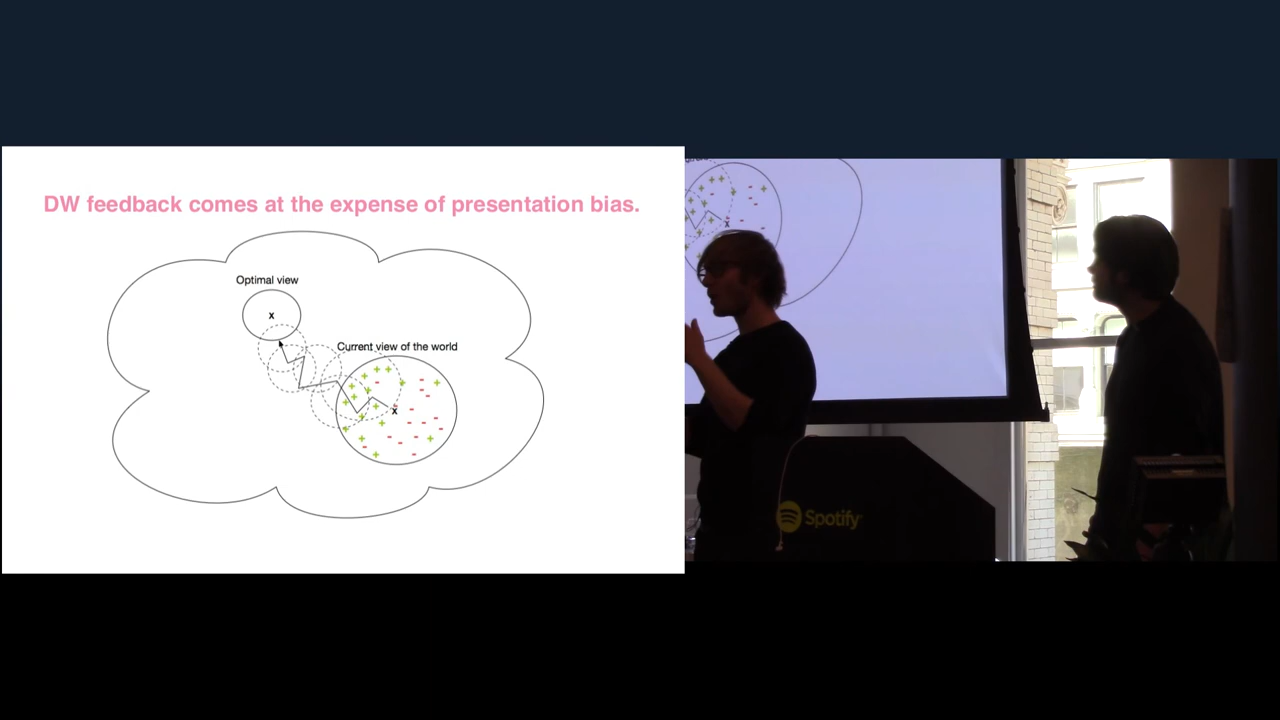 DW feedback comes at the expense of presentation bias.
Optimal view
x
Current view of the world
x
x
Spotify